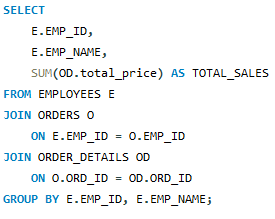 SELECT
E.EMP_ID,
E.EMP_NAME,
SUM(OD.total_price) AS TOTAL_SALES
FROM EMPLOYEES E
JOIN ORDERS O
ON E.EMP_ID = O.EMP_ID
JOIN ORDER_DETAILS OD
ON O.ORD_ID = OD.ORD_ID
GROUP BY E.EMP_ID, E.EMP_NAME;